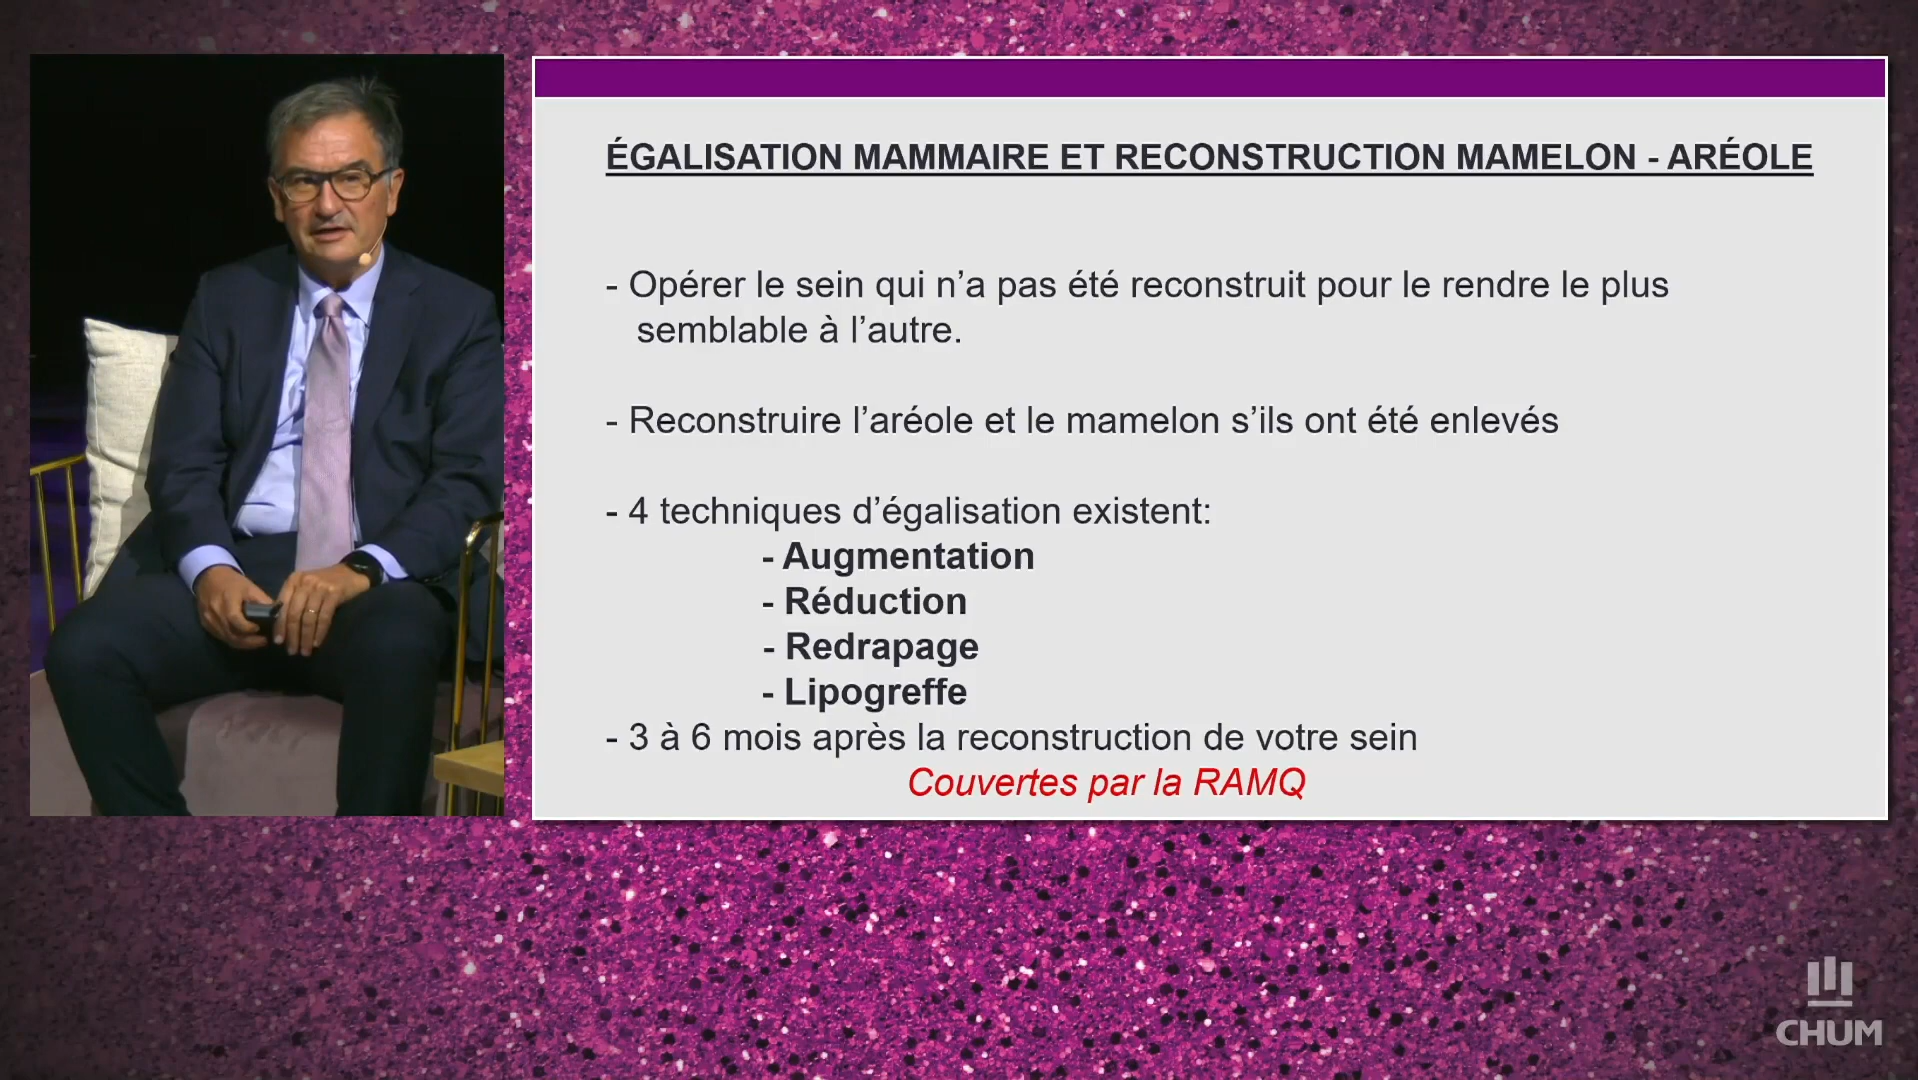 ÉGALISATION MAMMAIRE ET RECONSTRUCTION MAMELON - ARÉOLE
- Opérer le sein qui n’a pas été reconstruit pour le rendre le plus
semblable à l’autre.
- Reconstruire l’aréole et le mamelon s’ils ont été enlevés
- 4 techniques d’égalisation existent:
- Augmentation
- Réduction
- Redrapage
- Lipogreffe
- 3 à 6 mois après la reconstruction de votre sein
Couvertes par la RAMQ
CHUM